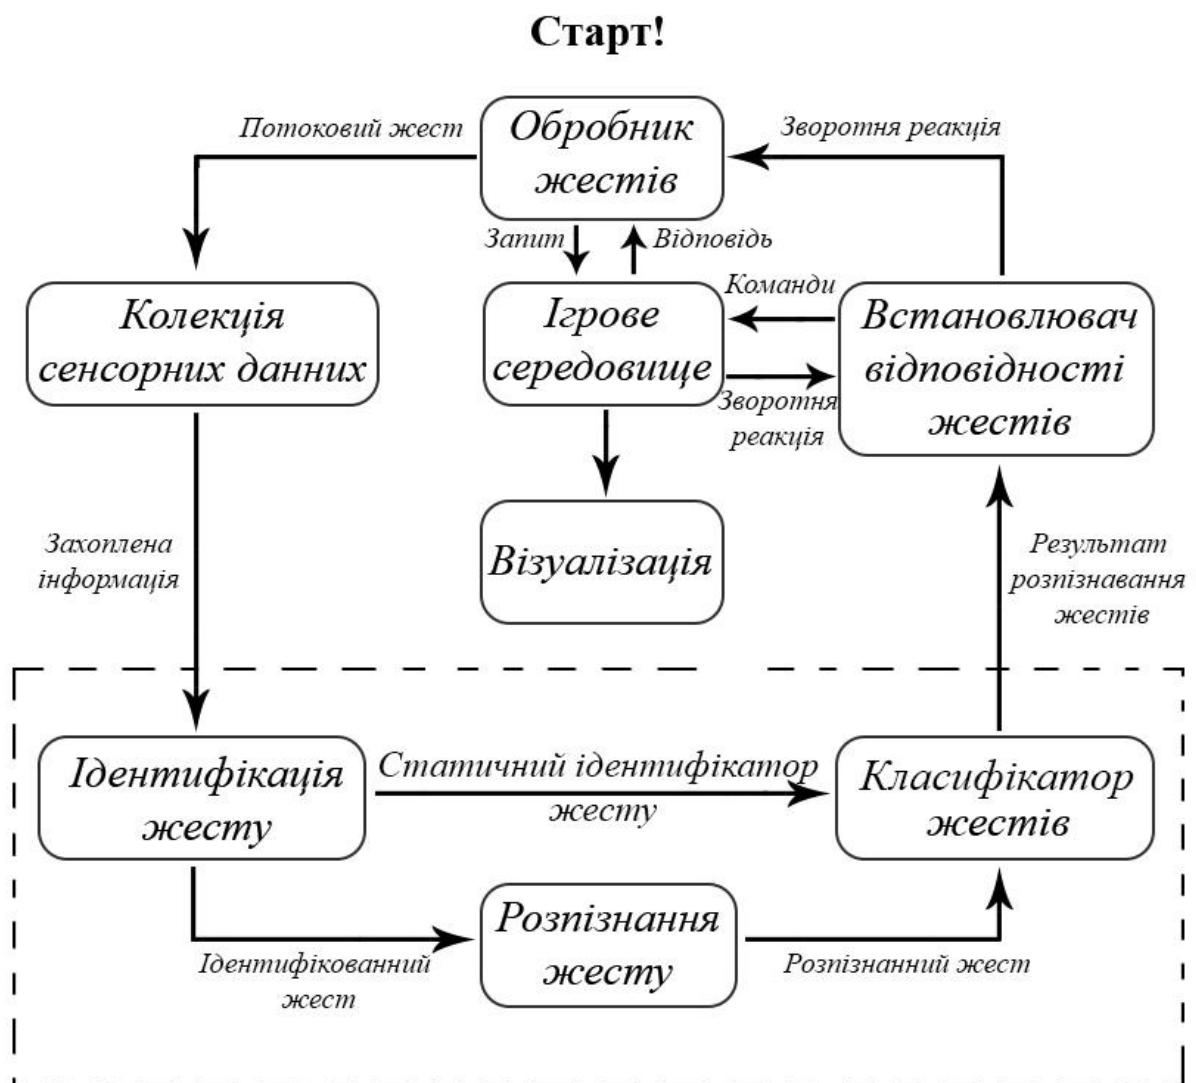 Старт!
Потоковий жест
Обробник
жестів
Зворотня реакція
Запит
Відповідь
Колекція
сенсорних данних
Ігрове
середовище
Команди
Зворотня
реакція
Встановлювач
відповідності
жестів
Візуалізація
Захоплена
інформація
Результат
розпізнавання
жестів
Ідентифікація
жесту
Статичний ідентифікатор
жесту
Класифікатор
жестів
Ідентифікованний
жест
Розпізнання
жесту
Розпізнанний жест